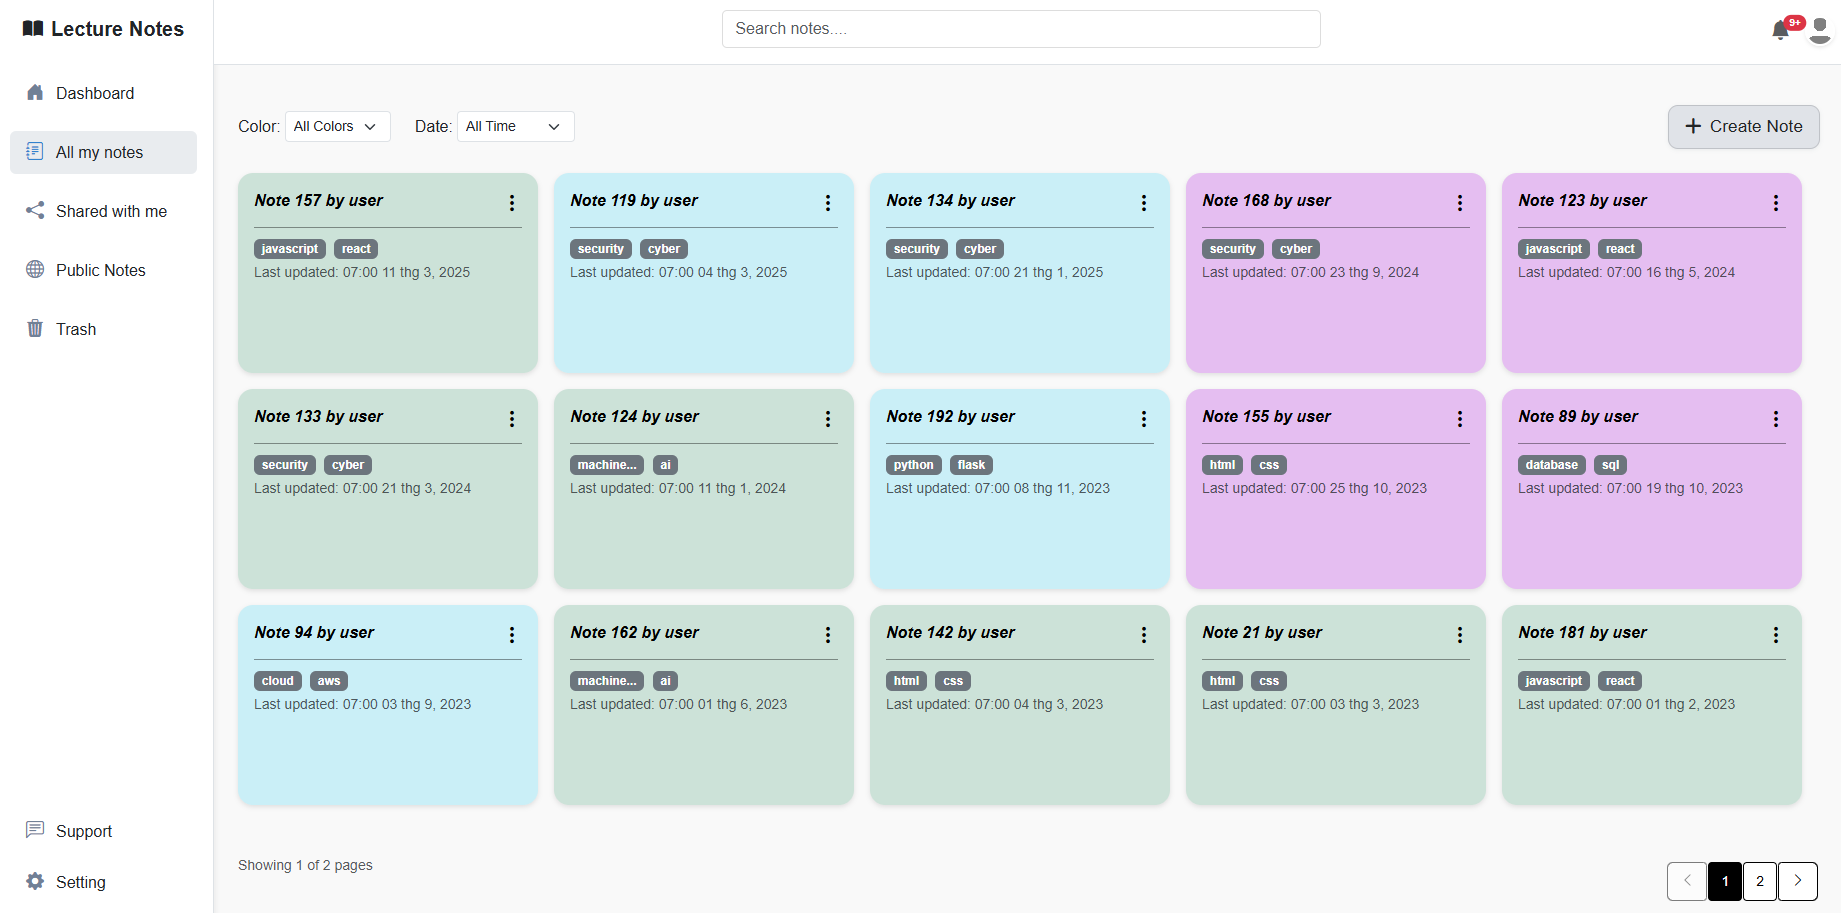 Lecture Notes
Search notes....
9+
Dashboard
All my notes
Shared with me
Public Notes
Trash
Support
Setting
Color: All Colors Date: All Time
Create Note
Note 157 by user
javascript react
Last updated: 07:00 11 thg 3, 2025
Note 119 by user
security cyber
Last updated: 07:00 04 thg 3, 2025
Note 134 by user
security cyber
Last updated: 07:00 21 thg 1, 2025
Note 168 by user
security cyber
Last updated: 07:00 23 thg 9, 2024
Note 123 by user
javascript react
Last updated: 07:00 16 thg 5, 2024
Note 133 by user
security cyber
Last updated: 07:00 21 thg 3, 2024
Note 124 by user
machine... ai
Last updated: 07:00 11 thg 1, 2024
Note 192 by user
python flask
Last updated: 07:00 08 thg 11, 2023
Note 155 by user
html css
Last updated: 07:00 25 thg 10, 2023
Note 89 by user
database sql
Last updated: 07:00 19 thg 10, 2023
Note 94 by user
cloud aws
Last updated: 07:00 03 thg 9, 2023
Note 162 by user
machine... ai
Last updated: 07:00 01 thg 6, 2023
Note 142 by user
html css
Last updated: 07:00 04 thg 3, 2023
Note 21 by user
html css
Last updated: 07:00 03 thg 3, 2023
Note 181 by user
javascript react
Last updated: 07:00 01 thg 2, 2023
Showing 1 of 2 pages
1 2